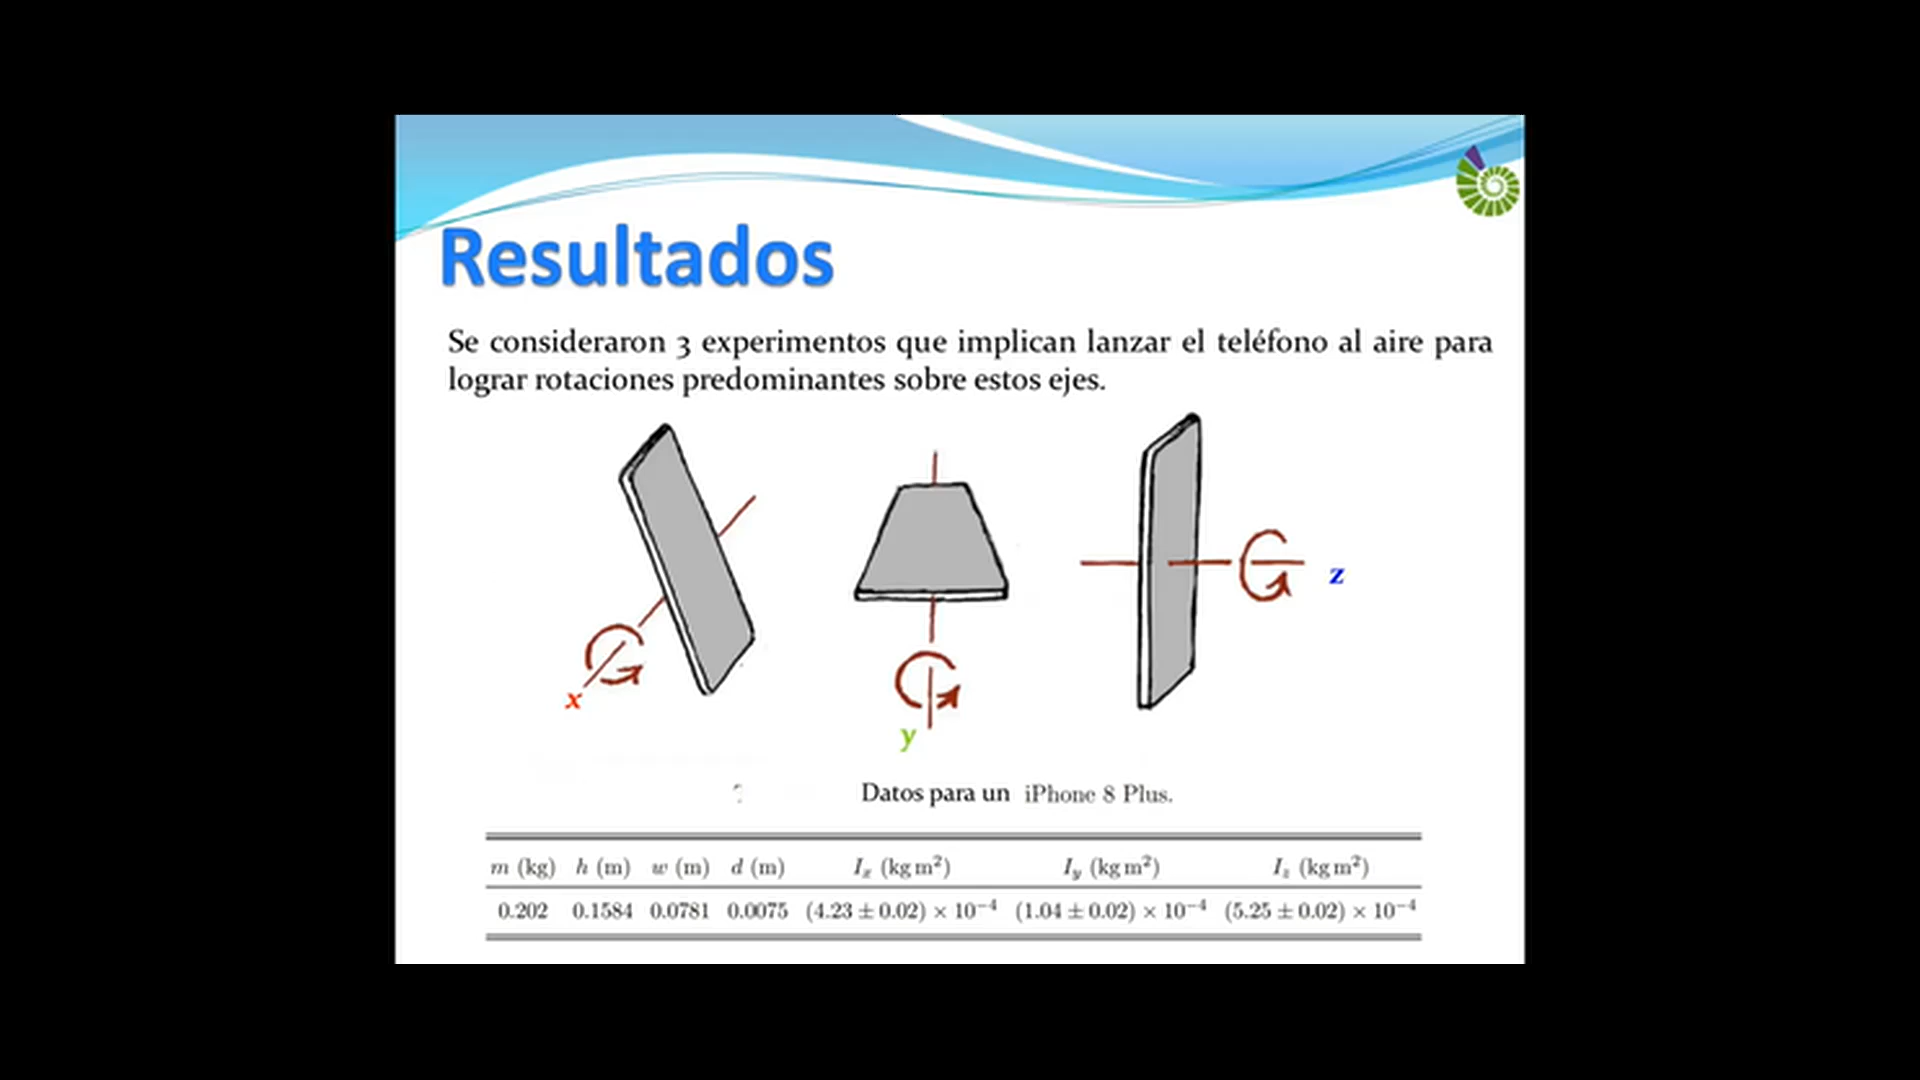 Resultados
Se consideraron 3 experimentos que implican lanzar el teléfono al aire para
lograr rotaciones predominantes sobre estos ejes.
x
y
z
Datos para un iPhone 8 Plus.
m (kg) h (m) w (m) d (m) Iₓ (kg m²) I_y (kg m²) I_z (kg m²)
0.202 0.1584 0.0781 0.0075 (4.23 ± 0.02) × 10⁻⁴ (1.04 ± 0.02) × 10⁻⁴ (5.25 ± 0.02) × 10⁻⁴